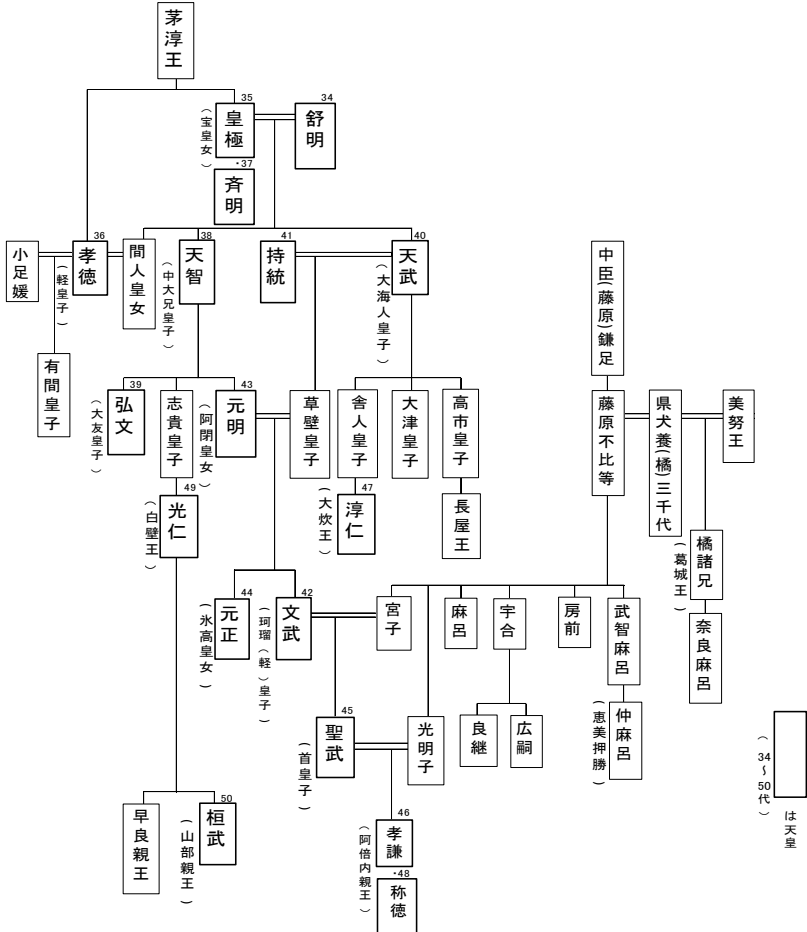 茅渟王
35
皇極
(宝皇女)
34
舒明
・37
斉明
小足媛
36
孝徳
(軽皇子)
間人皇女
38
天智
(中大兄皇子)
41
持統
40
天武
(大海人皇子)
中臣(藤原)鎌足
有間皇子
39
弘文
(大友皇子)
志貴皇子
43
元明
(阿閉皇女)
草壁皇子
舎人皇子
大津皇子
高市皇子
藤原不比等
県犬養(橘)三千代
美努王
49
光仁
(白壁王)
47
淳仁
(大炊王)
長屋王
橘諸兄
(葛城王)
44
元正
(氷高皇女)
42
文武
(珂瑠(軽)皇子)
宮子
麻呂
宇合
房前
武智麻呂
奈良麻呂
45
聖武
(首皇子)
光明子
良継
広嗣
仲麻呂
(恵美押勝)
は天皇
(34~50代)
早良親王
50
桓武
(山部親王)
46
孝謙
(阿倍内親王)
・48
称徳